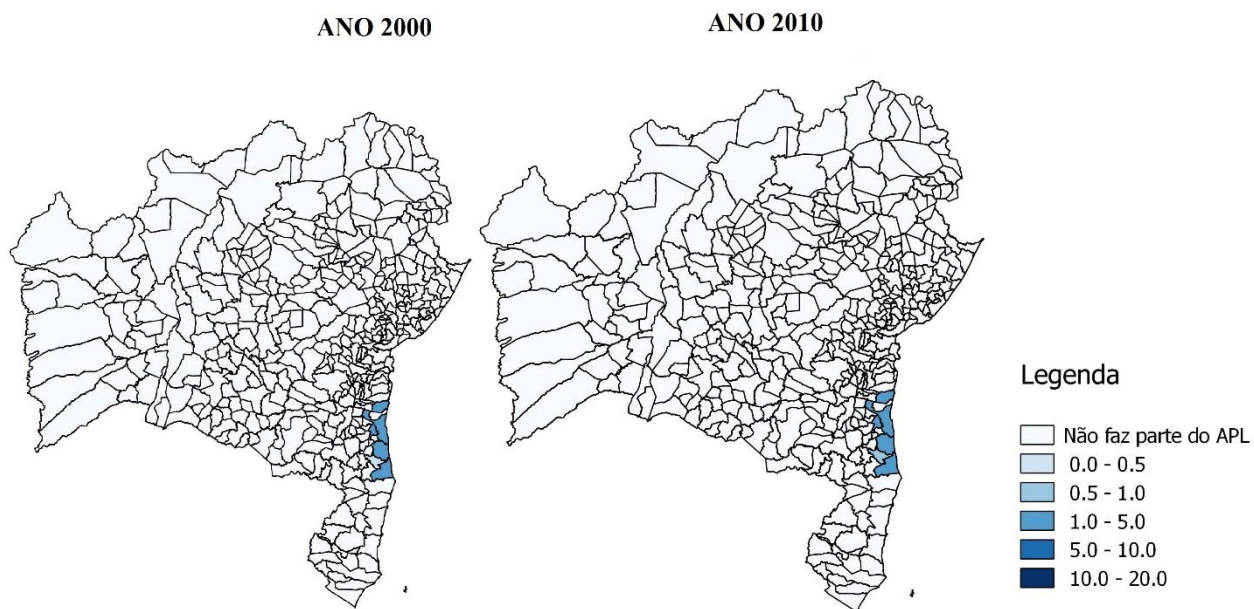 ANO 2000
ANO 2010
Legenda
Não faz parte do APL
0.0 - 0.5
0.5 - 1.0
1.0 - 5.0
5.0 - 10.0
10.0 - 20.0